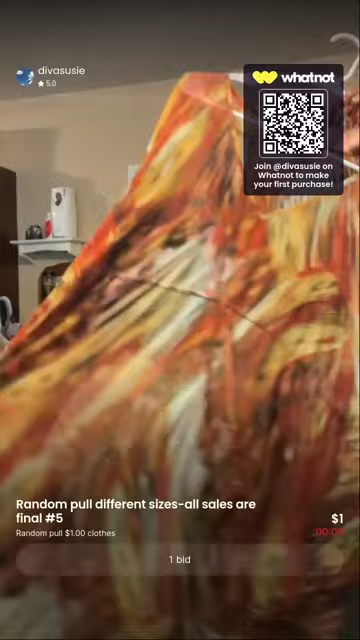 divasusie
★ 5.0
whatnot
Join @divasusie on
Whatnot to make
your first purchase!
Random pull different sizes-all sales are
final #5
$1
Random pull $1.00 clothes
1 bid